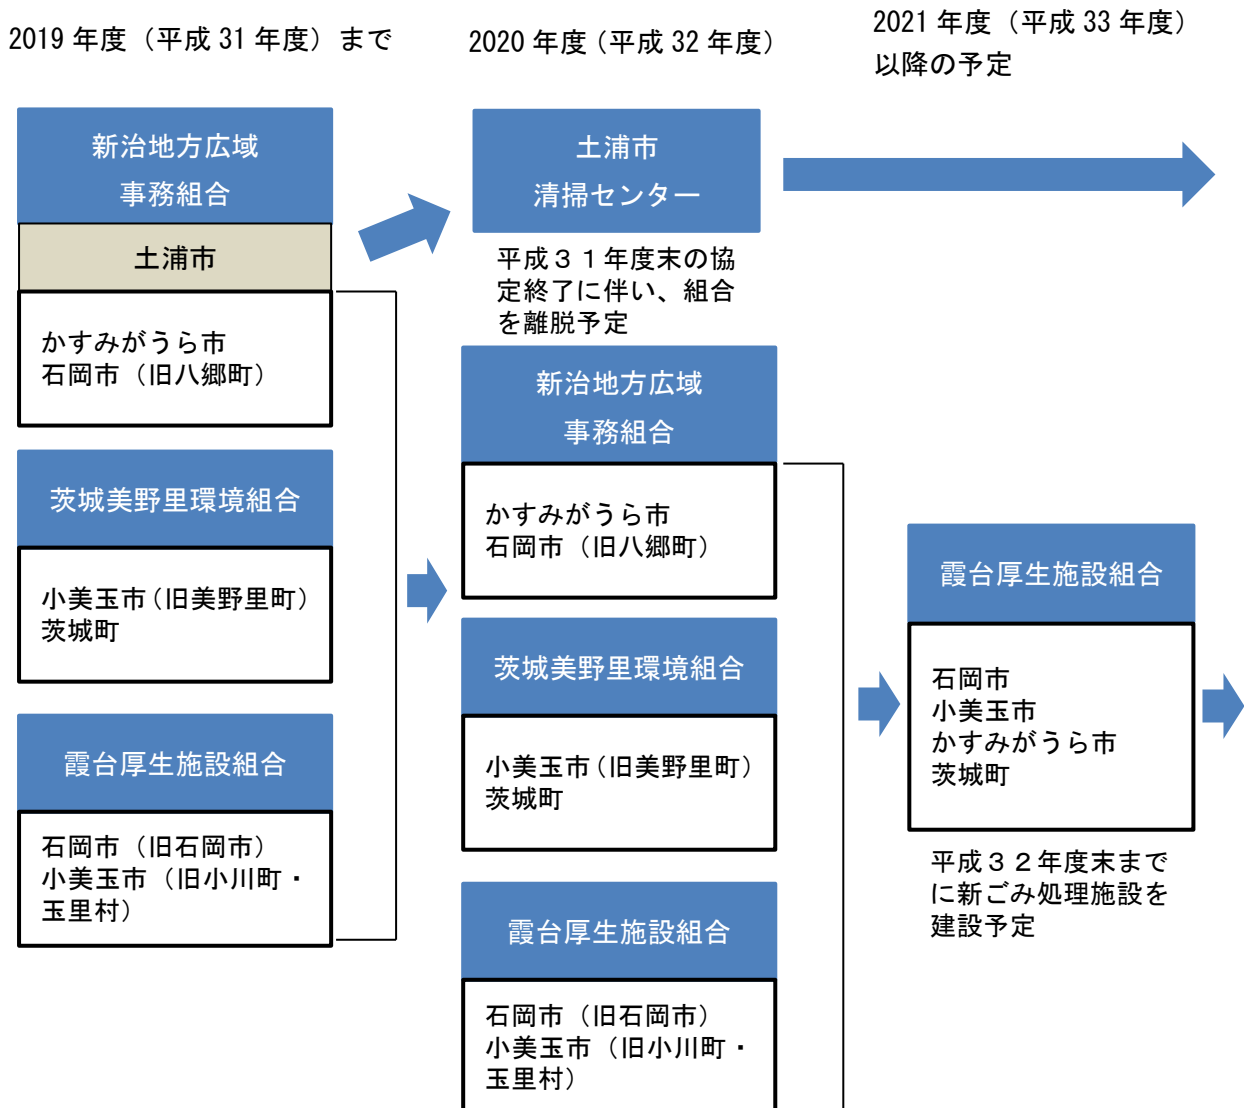 2019年度（平成31年度）まで
新治地方広域
事務組合
土浦市
かすみがうら市
石岡市（旧八郷町）
茨城美野里環境組合
小美玉市（旧美野里町）
茨城町
霞台厚生施設組合
石岡市（旧石岡市）
小美玉市（旧小川町・
玉里村）
2020年度（平成32年度）
土浦市
清掃センター
平成３１年度末の協
定終了に伴い、組合
を離脱予定
新治地方広域
事務組合
かすみがうら市
石岡市（旧八郷町）
茨城美野里環境組合
小美玉市（旧美野里町）
茨城町
霞台厚生施設組合
石岡市（旧石岡市）
小美玉市（旧小川町・
玉里村）
2021年度（平成33年度）
以降の予定
霞台厚生施設組合
石岡市
小美玉市
かすみがうら市
茨城町
平成３２年度末まで
に新ごみ処理施設を
建設予定